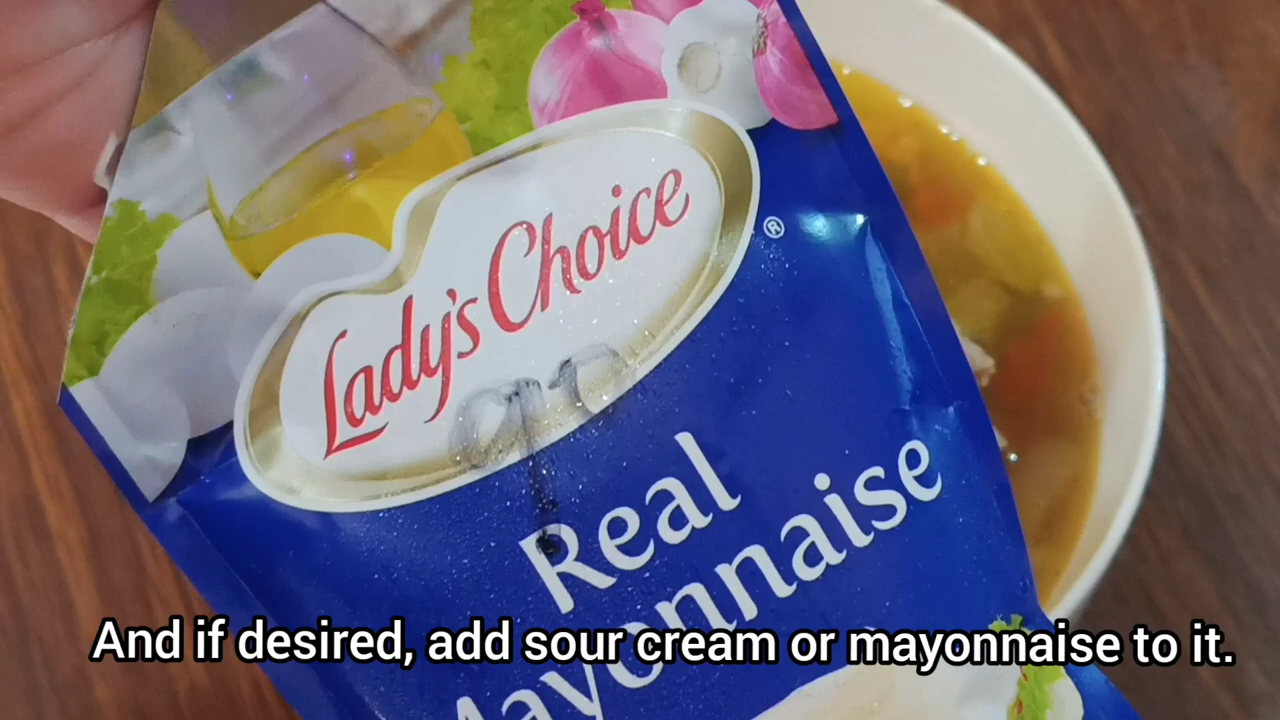 Lady's Choice
®
Real
Mayonnaise
And if desired, add sour cream or mayonnaise to it.